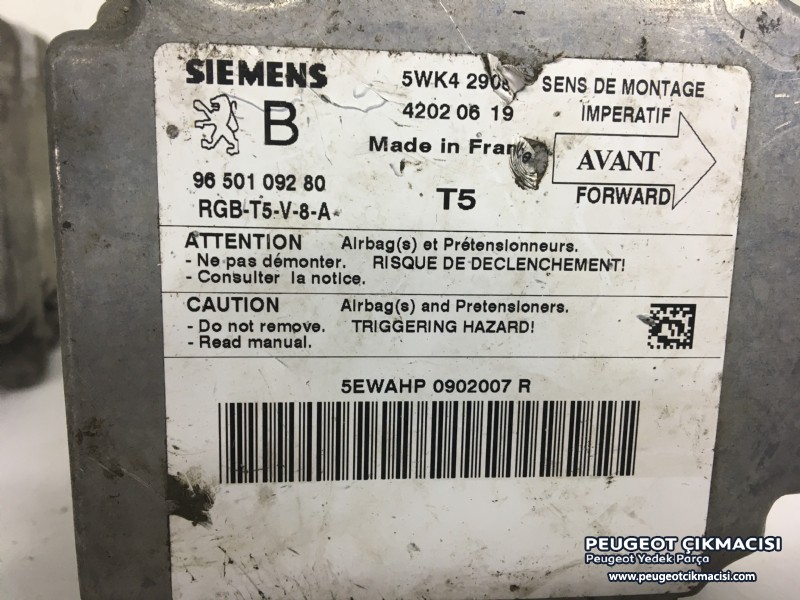 SIEMENS
B
96 501 092 80
RGB-T5-V-8-A
5WK4
4202 06 19
Made in
T5
SENS DE MONTAGE
IMPERATIF
AVANT
FORWARD
ATTENTION Airbag(s) et Prétensionneurs.
- Ne pas démonter. RISQUE DE DECLENCHEMENT!
- Consulter la notice.
CAUTION Airbag(s) and Pretensioners.
- Do not remove. TRIGGERING HAZARD!
- Read manual.
5EWAHP 0902007 R
PEUGEOT ÇIKMACISI
Peugeot Yedek Parça
www.peugeotcikmacisi.com